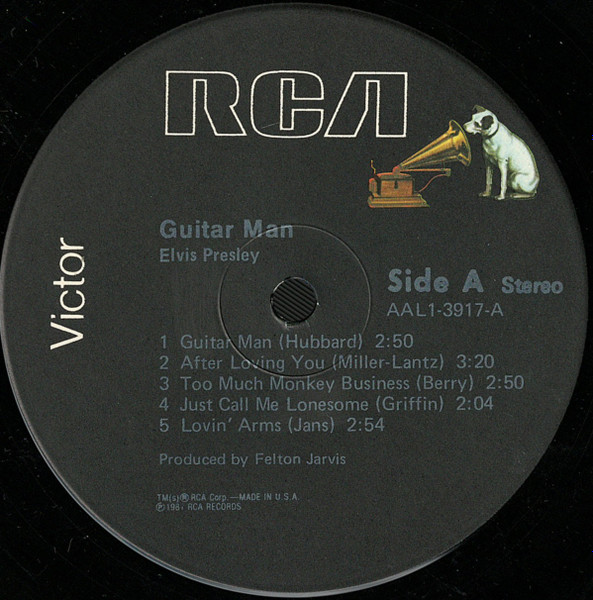 RCA
Victor
Guitar Man
Elvis Presley
Side A Stereo
AAL1-3917-A
1 Guitar Man (Hubbard) 2:50
2 After Loving You (Miller-Lantz) 3:20
3 Too Much Monkey Business (Berry) 2:50
4 Just Call Me Lonesome (Griffin) 2:04
5 Lovin' Arms (Jans) 2:54
Produced by Felton Jarvis
TM(s)® RCA Corp.—MADE IN U.S.A.
℗ RCA RECORDS